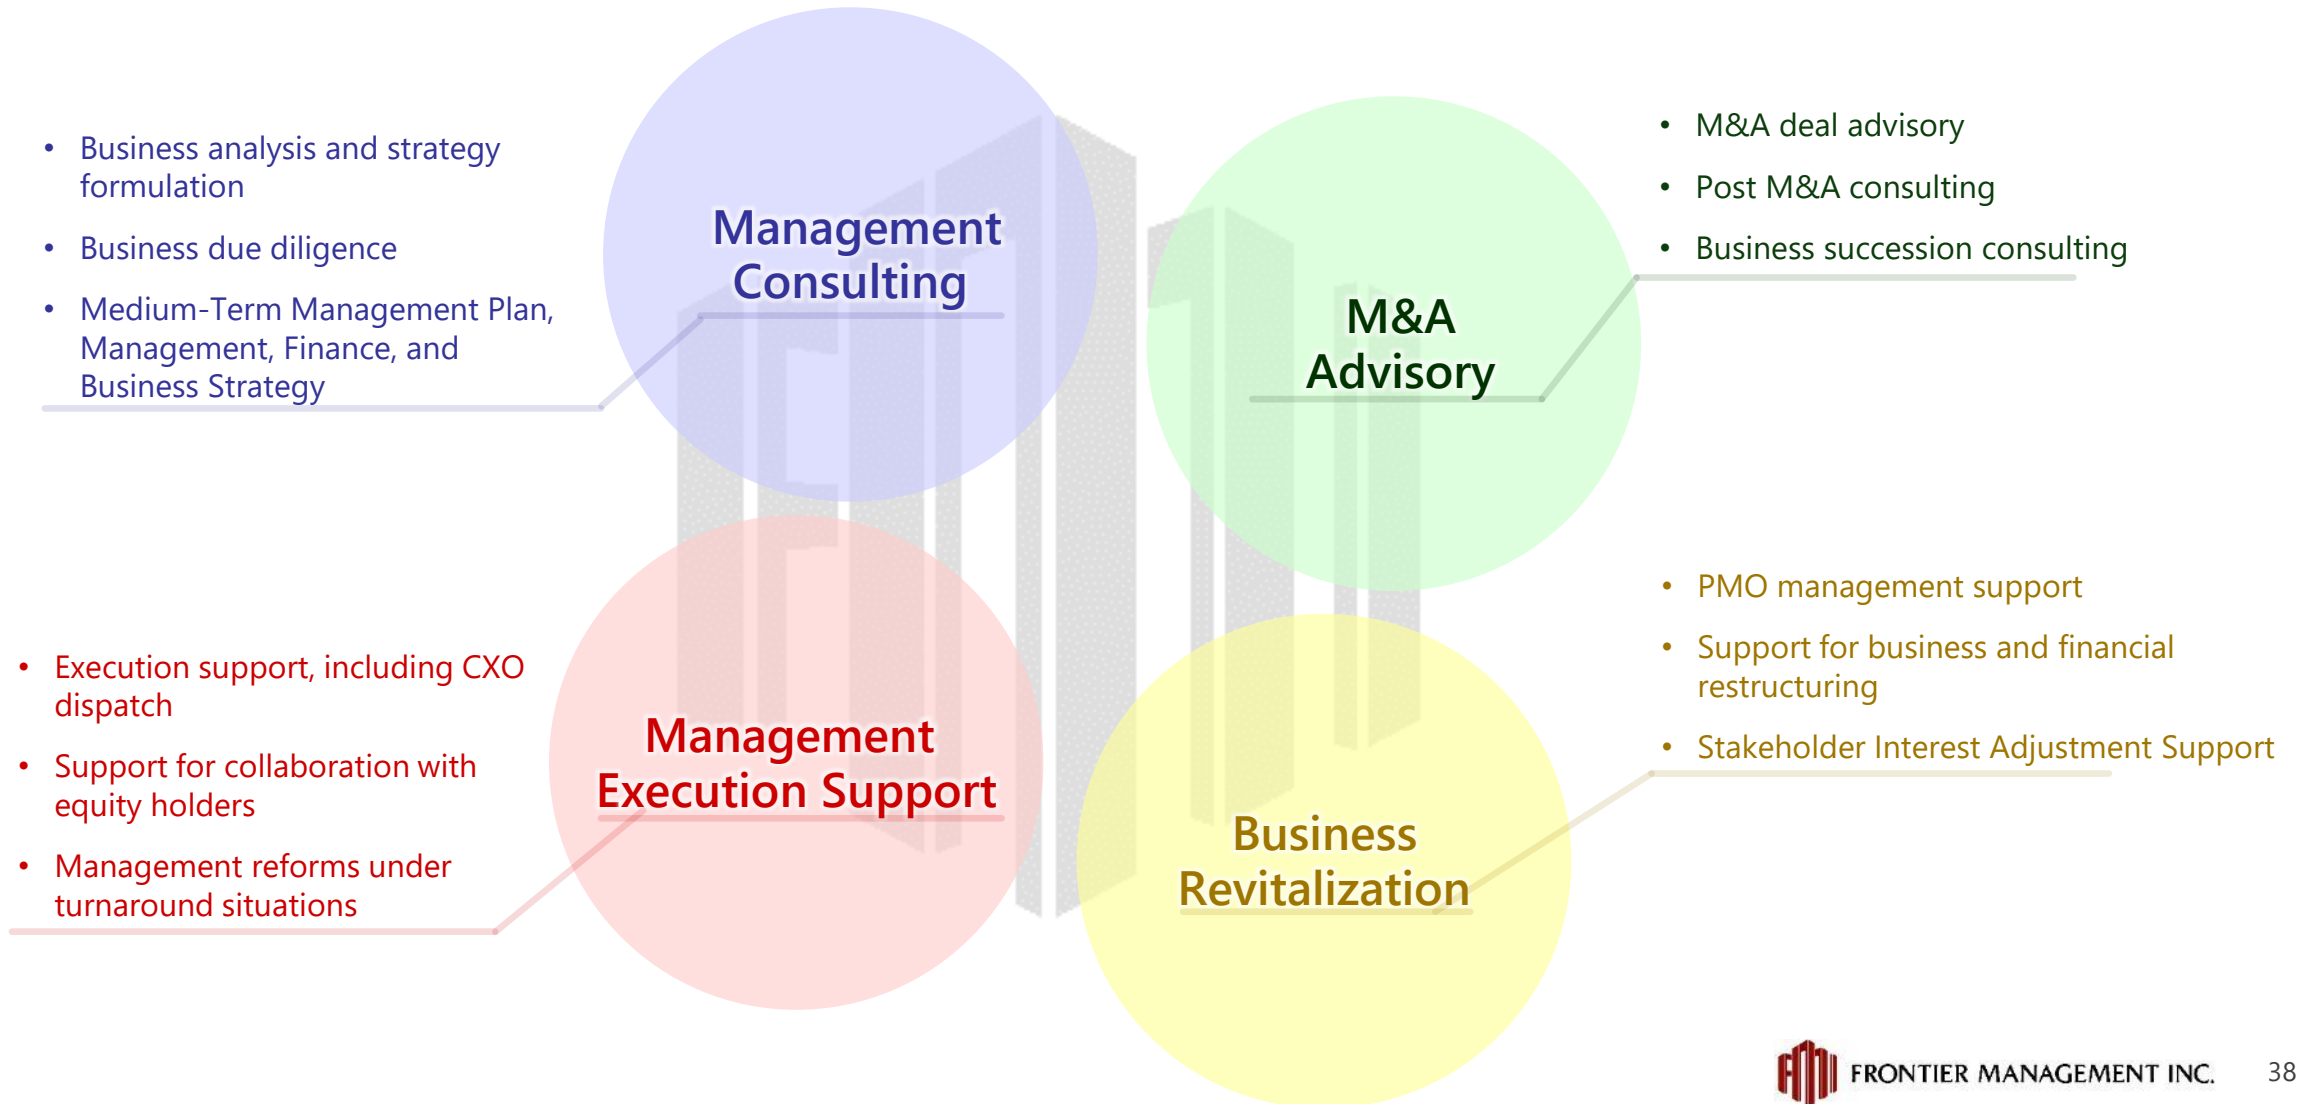 • Business analysis and strategy
formulation
• Business due diligence
• Medium-Term Management Plan,
Management, Finance, and
Business Strategy
Management
Consulting
M&A
Advisory
• M&A deal advisory
• Post M&A consulting
• Business succession consulting
• Execution support, including CXO
dispatch
• Support for collaboration with
equity holders
• Management reforms under
turnaround situations
Management
Execution Support
Business
Revitalization
• PMO management support
• Support for business and financial
restructuring
• Stakeholder Interest Adjustment Support
FRONTIER MANAGEMENT INC.
38